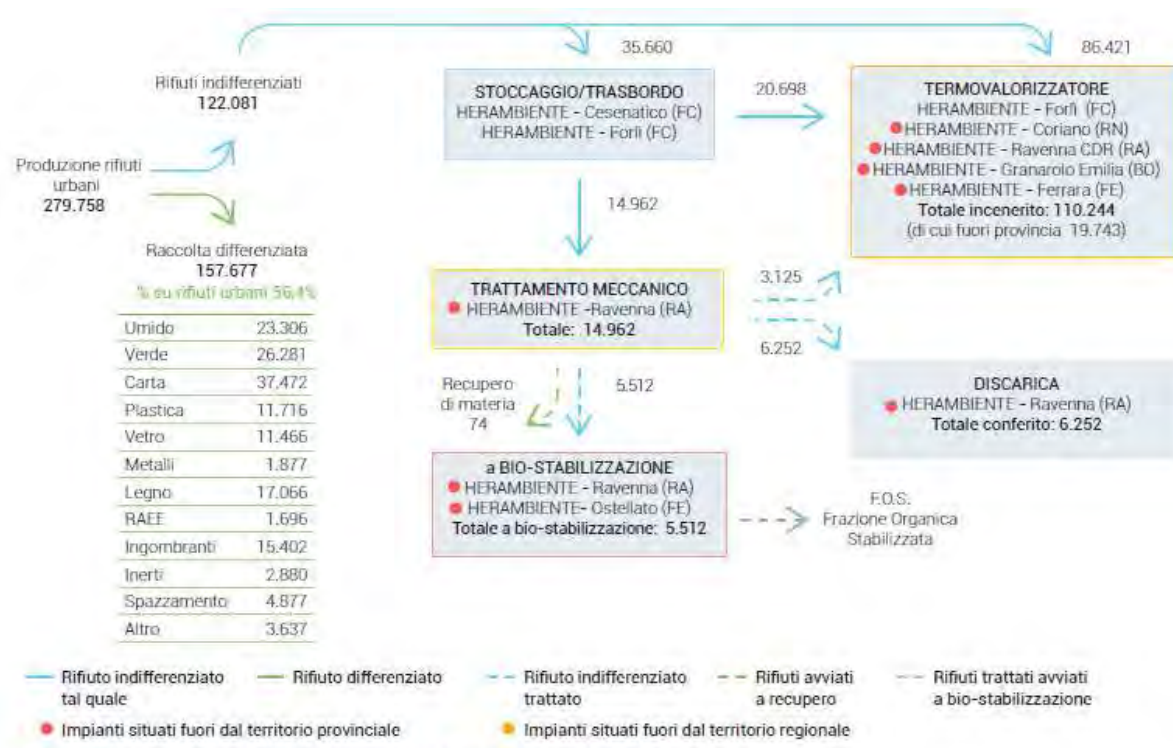 35.660
86.421
Rifiuti indifferenziati
122.081
STOCCAGGIO/TRASBORDO
HERAMBIENTE - Cesenatico (FC)
HERAMBIENTE - Forlì (FC)
20.698
TERMOVALORIZZATORE
HERAMBIENTE - Forlì (FC)
HERAMBIENTE - Coriano (RN)
HERAMBIENTE - Ravenna CDR (RA)
HERAMBIENTE - Granarolo Emilia (BO)
HERAMBIENTE - Ferrara (FE)
Totale incenerito: 110.244
(di cui fuori provincia 19.743)
Produzione rifiuti
urbani
279.758
14.962
Raccolta differenziata
157.677
% su rifiuti urbani 56,4%
Umido 23.306
Verde 26.281
Carta 37.472
Plastica 11.716
Vetro 11.466
Metalli 1.877
Legno 17.066
RAEE 1.696
Ingombranti 15.402
Inerti 2.880
Spazzamento 4.877
Altro 3.637
TRATTAMENTO MECCANICO
HERAMBIENTE -Ravenna (RA)
Totale: 14.962
3.125
6.252
Recupero
di materia
74
5.512
DISCARICA
HERAMBIENTE - Ravenna (RA)
Totale conferito: 6.252
a BIO-STABILIZZAZIONE
HERAMBIENTE - Ravenna (RA)
HERAMBIENTE- Ostellato (FE)
Totale a bio-stabilizzazione: 5.512
F.O.S.
Frazione Organica
Stabilizzata
Rifiuto indifferenziato
tal quale
Rifiuto differenziato
Rifiuto indifferenziato
trattato
Rifiuti avviati
a recupero
Rifiuti trattati avviati
a bio-stabilizzazione
Impianti situati fuori dal territorio provinciale
Impianti situati fuori dal territorio regionale